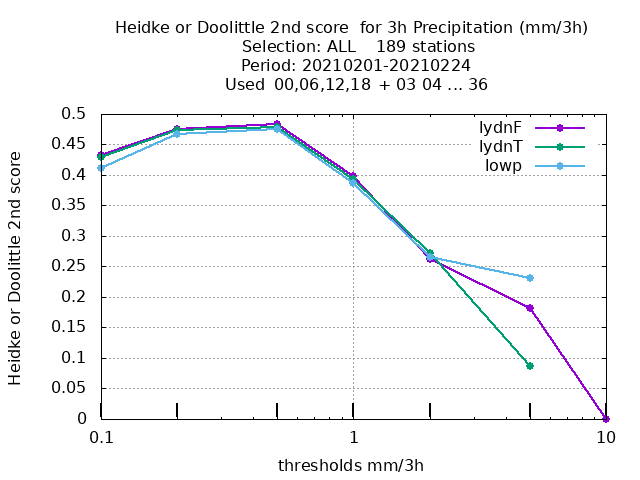 Heidke or Doolittle 2nd score  for 3h Precipitation (mm/3h)
Selection: ALL    189 stations
Period: 20210201-20210224
Used  00,06,12,18  + 03 04 ... 36
Heidke or Doolittle 2nd score
0.5
0.45
0.4
0.35
0.3
0.25
0.2
0.15
0.1
0.05
0
lydnF
lydnT
lowp
0.1 1 10
thresholds mm/3h